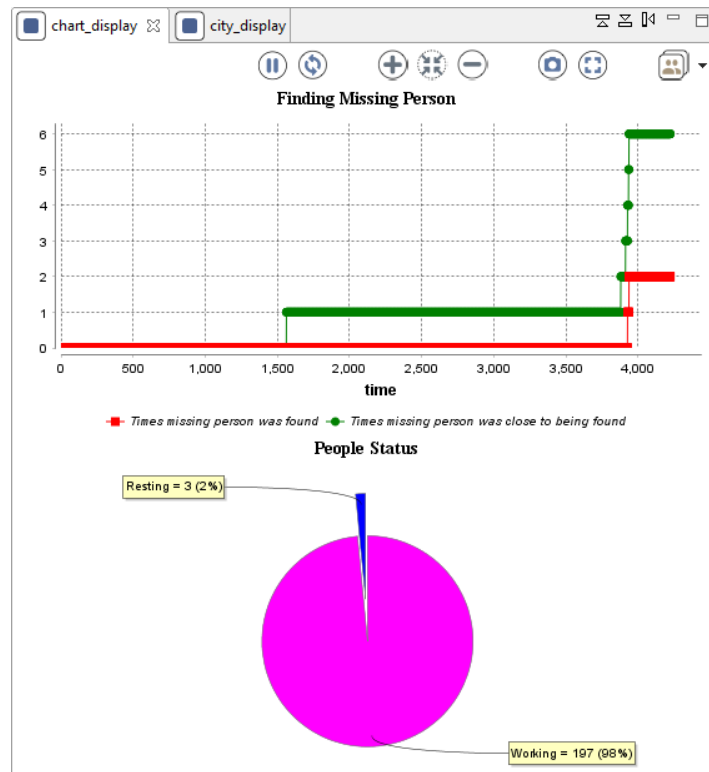 chart_display city_display
Finding Missing Person
6
5
4
3
2
1
0
0 500 1,000 1,500 2,000 2,500 3,000 3,500 4,000
time
Times missing person was found Times missing person was close to being found
People Status
Resting = 3 (2%)
Working = 197 (98%)